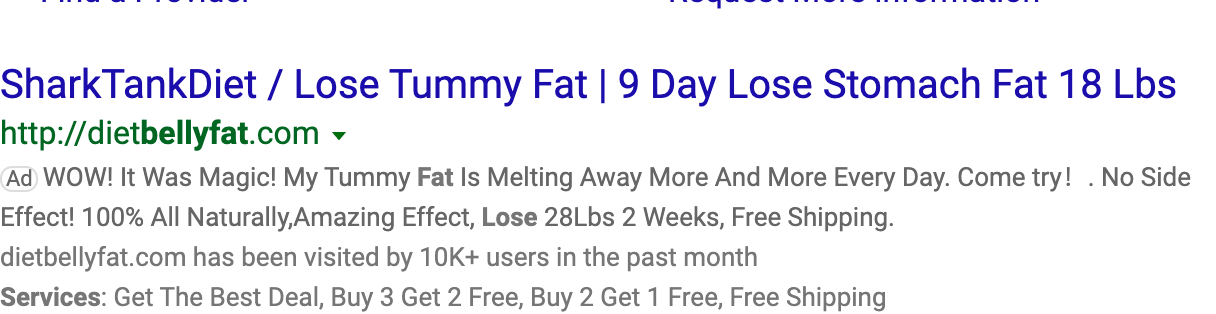 Find a Provider Request More Information
SharkTankDiet / Lose Tummy Fat | 9 Day Lose Stomach Fat 18 Lbs
http://dietbellyfat.com
Ad WOW! It Was Magic! My Tummy Fat Is Melting Away More And More Every Day. Come try！ . No Side
Effect! 100% All Naturally,Amazing Effect, Lose 28Lbs 2 Weeks, Free Shipping.
dietbellyfat.com has been visited by 10K+ users in the past month
Services: Get The Best Deal, Buy 3 Get 2 Free, Buy 2 Get 1 Free, Free Shipping